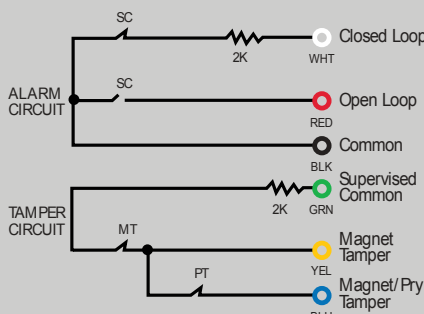 SC
2K
WHT
Closed Loop
ALARM
CIRCUIT
SC
RED
Open Loop
BLK
Common
TAMPER
CIRCUIT
2K
GRN
Supervised
Common
MT
YEL
Magnet
Tamper
PT
Magnet/Pry
Tamper
BLU